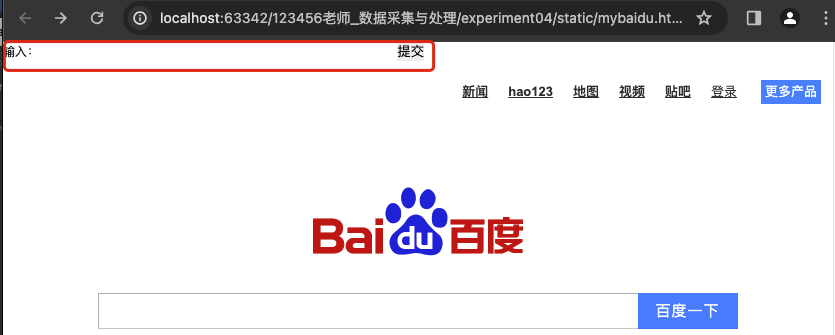 localhost:63342/123456老师_数据采集与处理/experiment04/static/mybaidu.ht...
输入： 提交
新闻 hao123 地图 视频 贴吧 登录 更多产品
Bai du 百度
百度一下